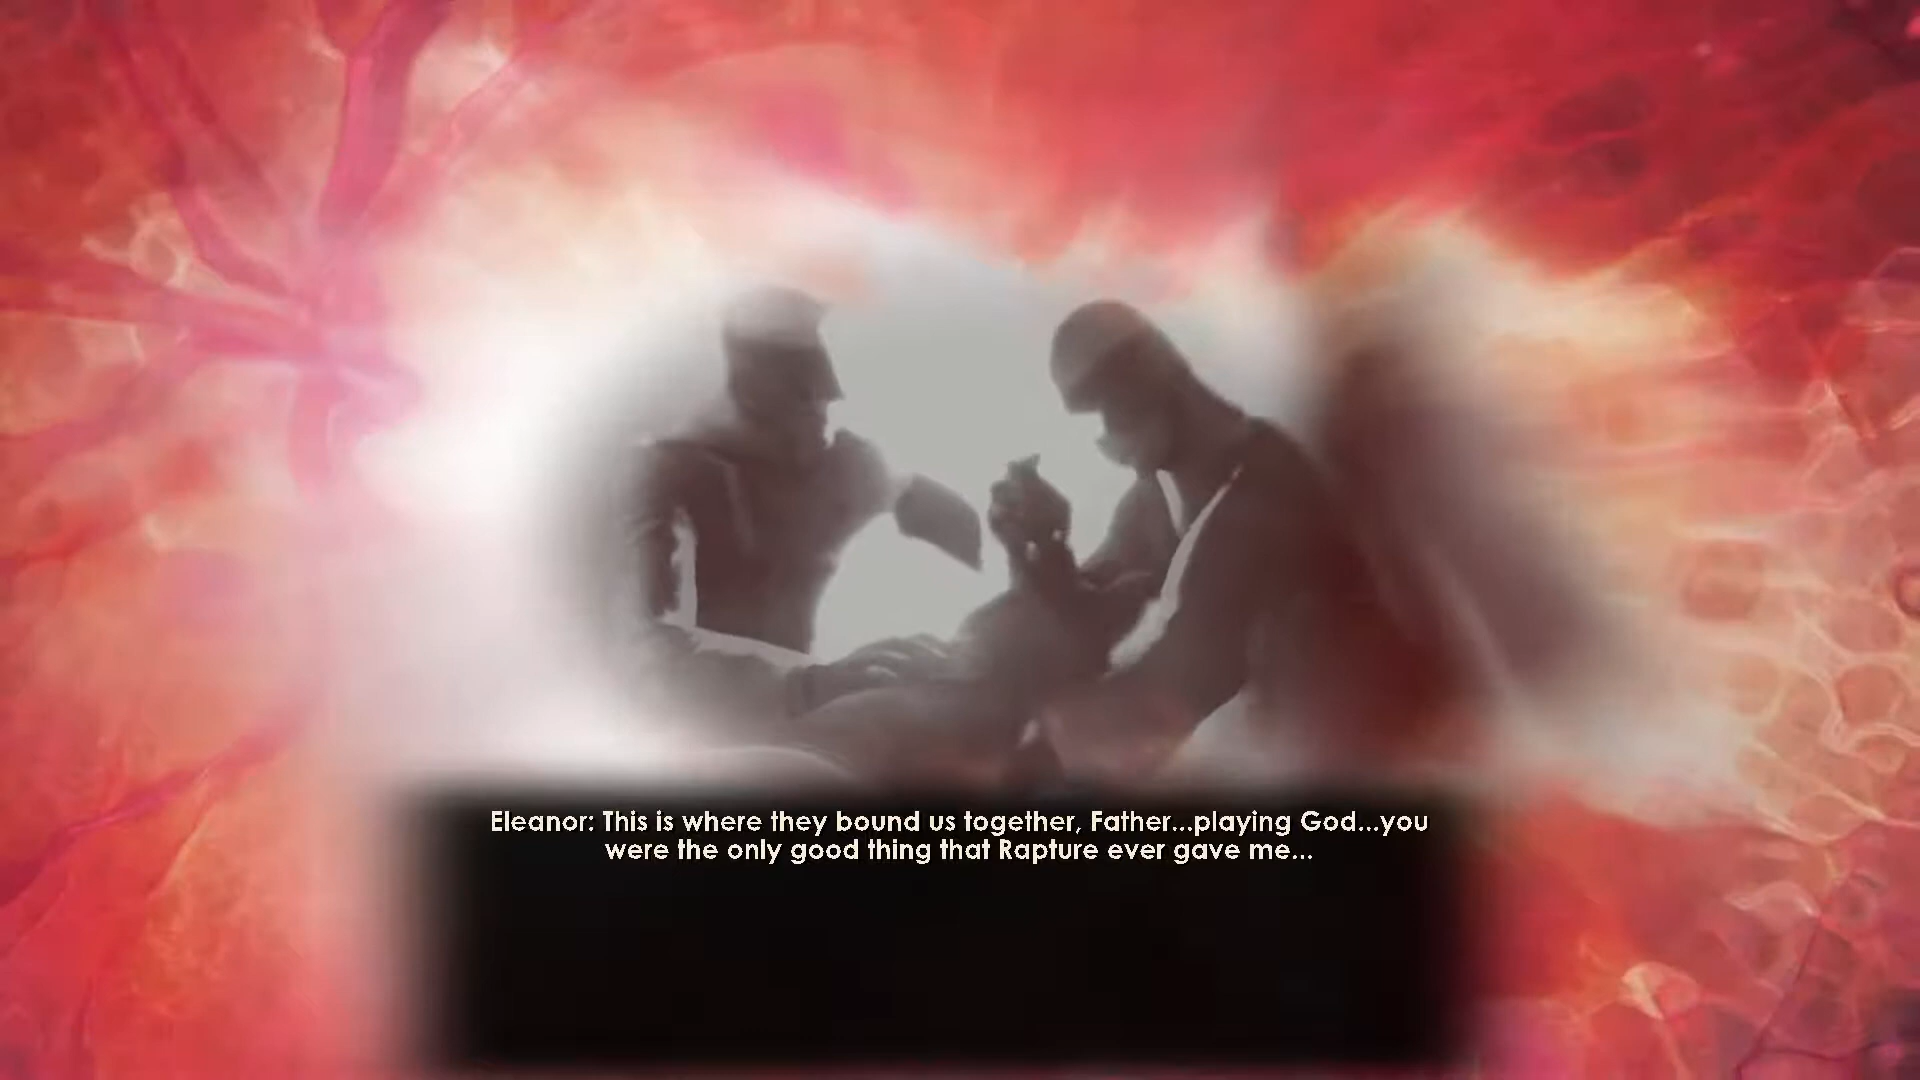 Eleanor: This is where they bound us together, Father...playing God...you
were the only good thing that Rapture ever gave me...